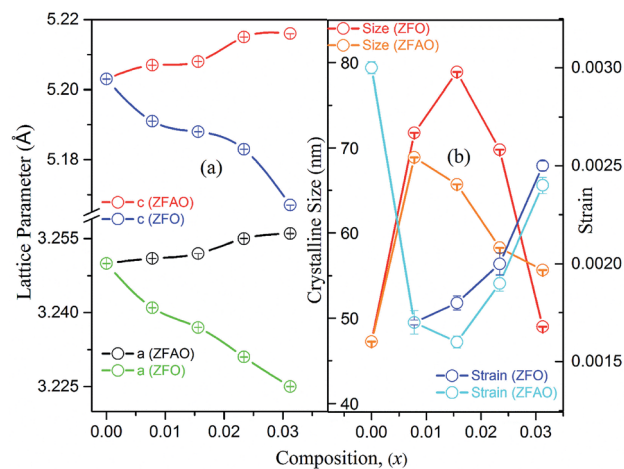 5.22
5.20
5.18
3.255
3.240
3.225
Lattice Parameter (Å)
(a)
c (ZFAO)
c (ZFO)
a (ZFAO)
a (ZFO)
0.00 0.01 0.02 0.03
Size (ZFO)
Size (ZFAO)
80
70
60
50
40
Crystalline Size (nm)
(b)
Strain (ZFO)
Strain (ZFAO)
0.00 0.01 0.02 0.03
0.0030
0.0025
0.0020
0.0015
Strain
Composition, (x)